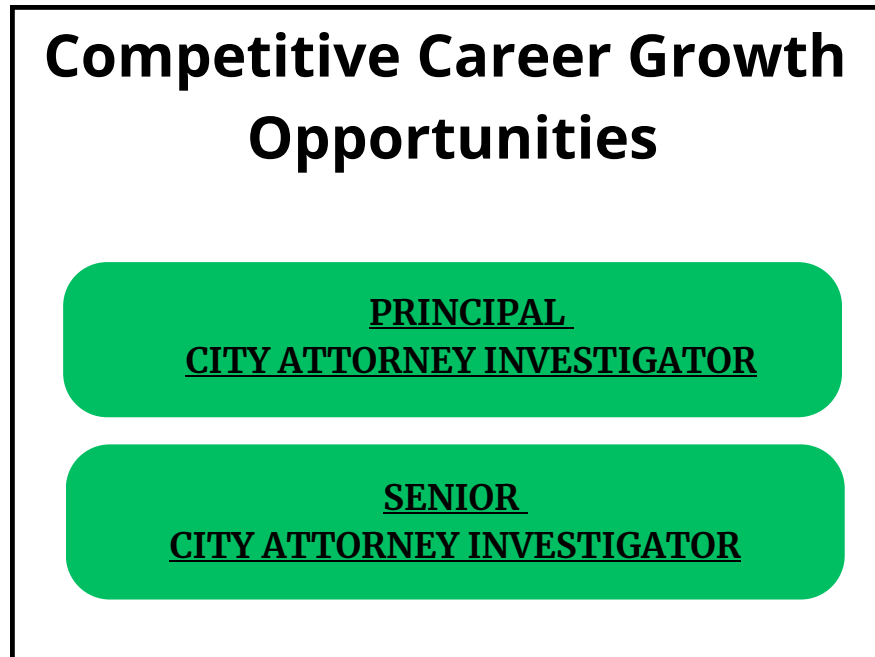 Competitive Career Growth
Opportunities
PRINCIPAL
CITY ATTORNEY INVESTIGATOR
SENIOR
CITY ATTORNEY INVESTIGATOR